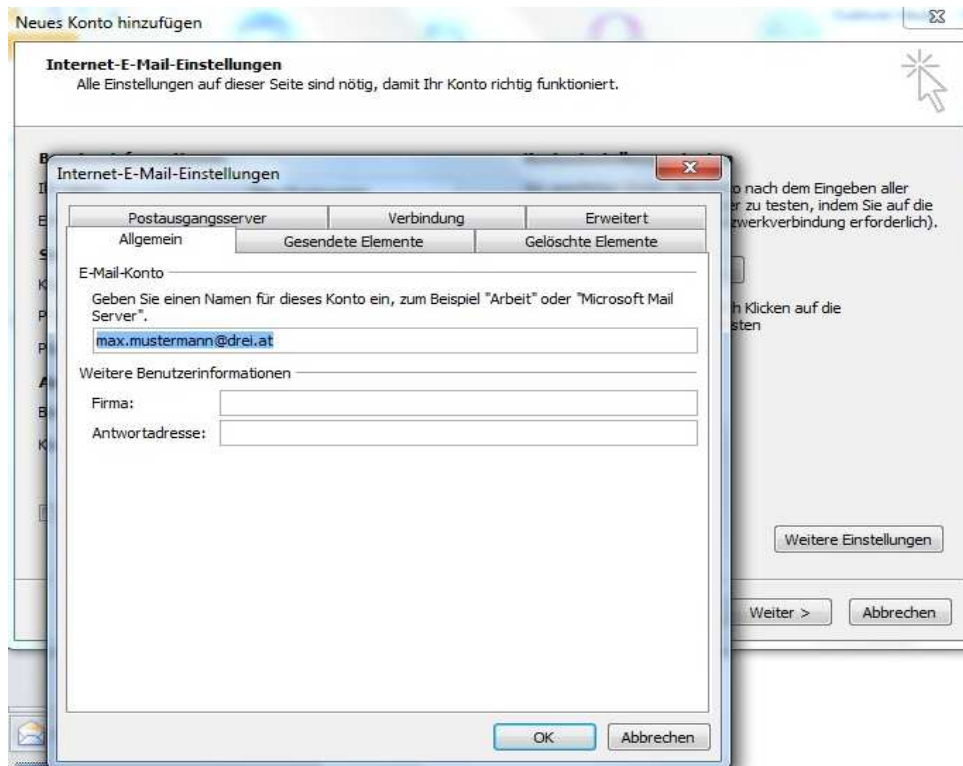 Neues Konto hinzufügen
Internet-E-Mail-Einstellungen
Alle Einstellungen auf dieser Seite sind nötig, damit Ihr Konto richtig funktioniert.
Internet-E-Mail-Einstellungen
nach dem Eingeben aller
zu testen, indem Sie auf die
erforderlich).
Klicken auf die
Postausgangsserver Verbindung Erweitert
Allgemein Gesendete Elemente Gelöschte Elemente
E-Mail-Konto
Geben Sie einen Namen für dieses Konto ein, zum Beispiel "Arbeit" oder "Microsoft Mail
Server".
max.mustermann@drei.at
Weitere Benutzerinformationen
Firma:
Antwortadresse:
OK Abbrechen
Weitere Einstellungen
Weiter > Abbrechen